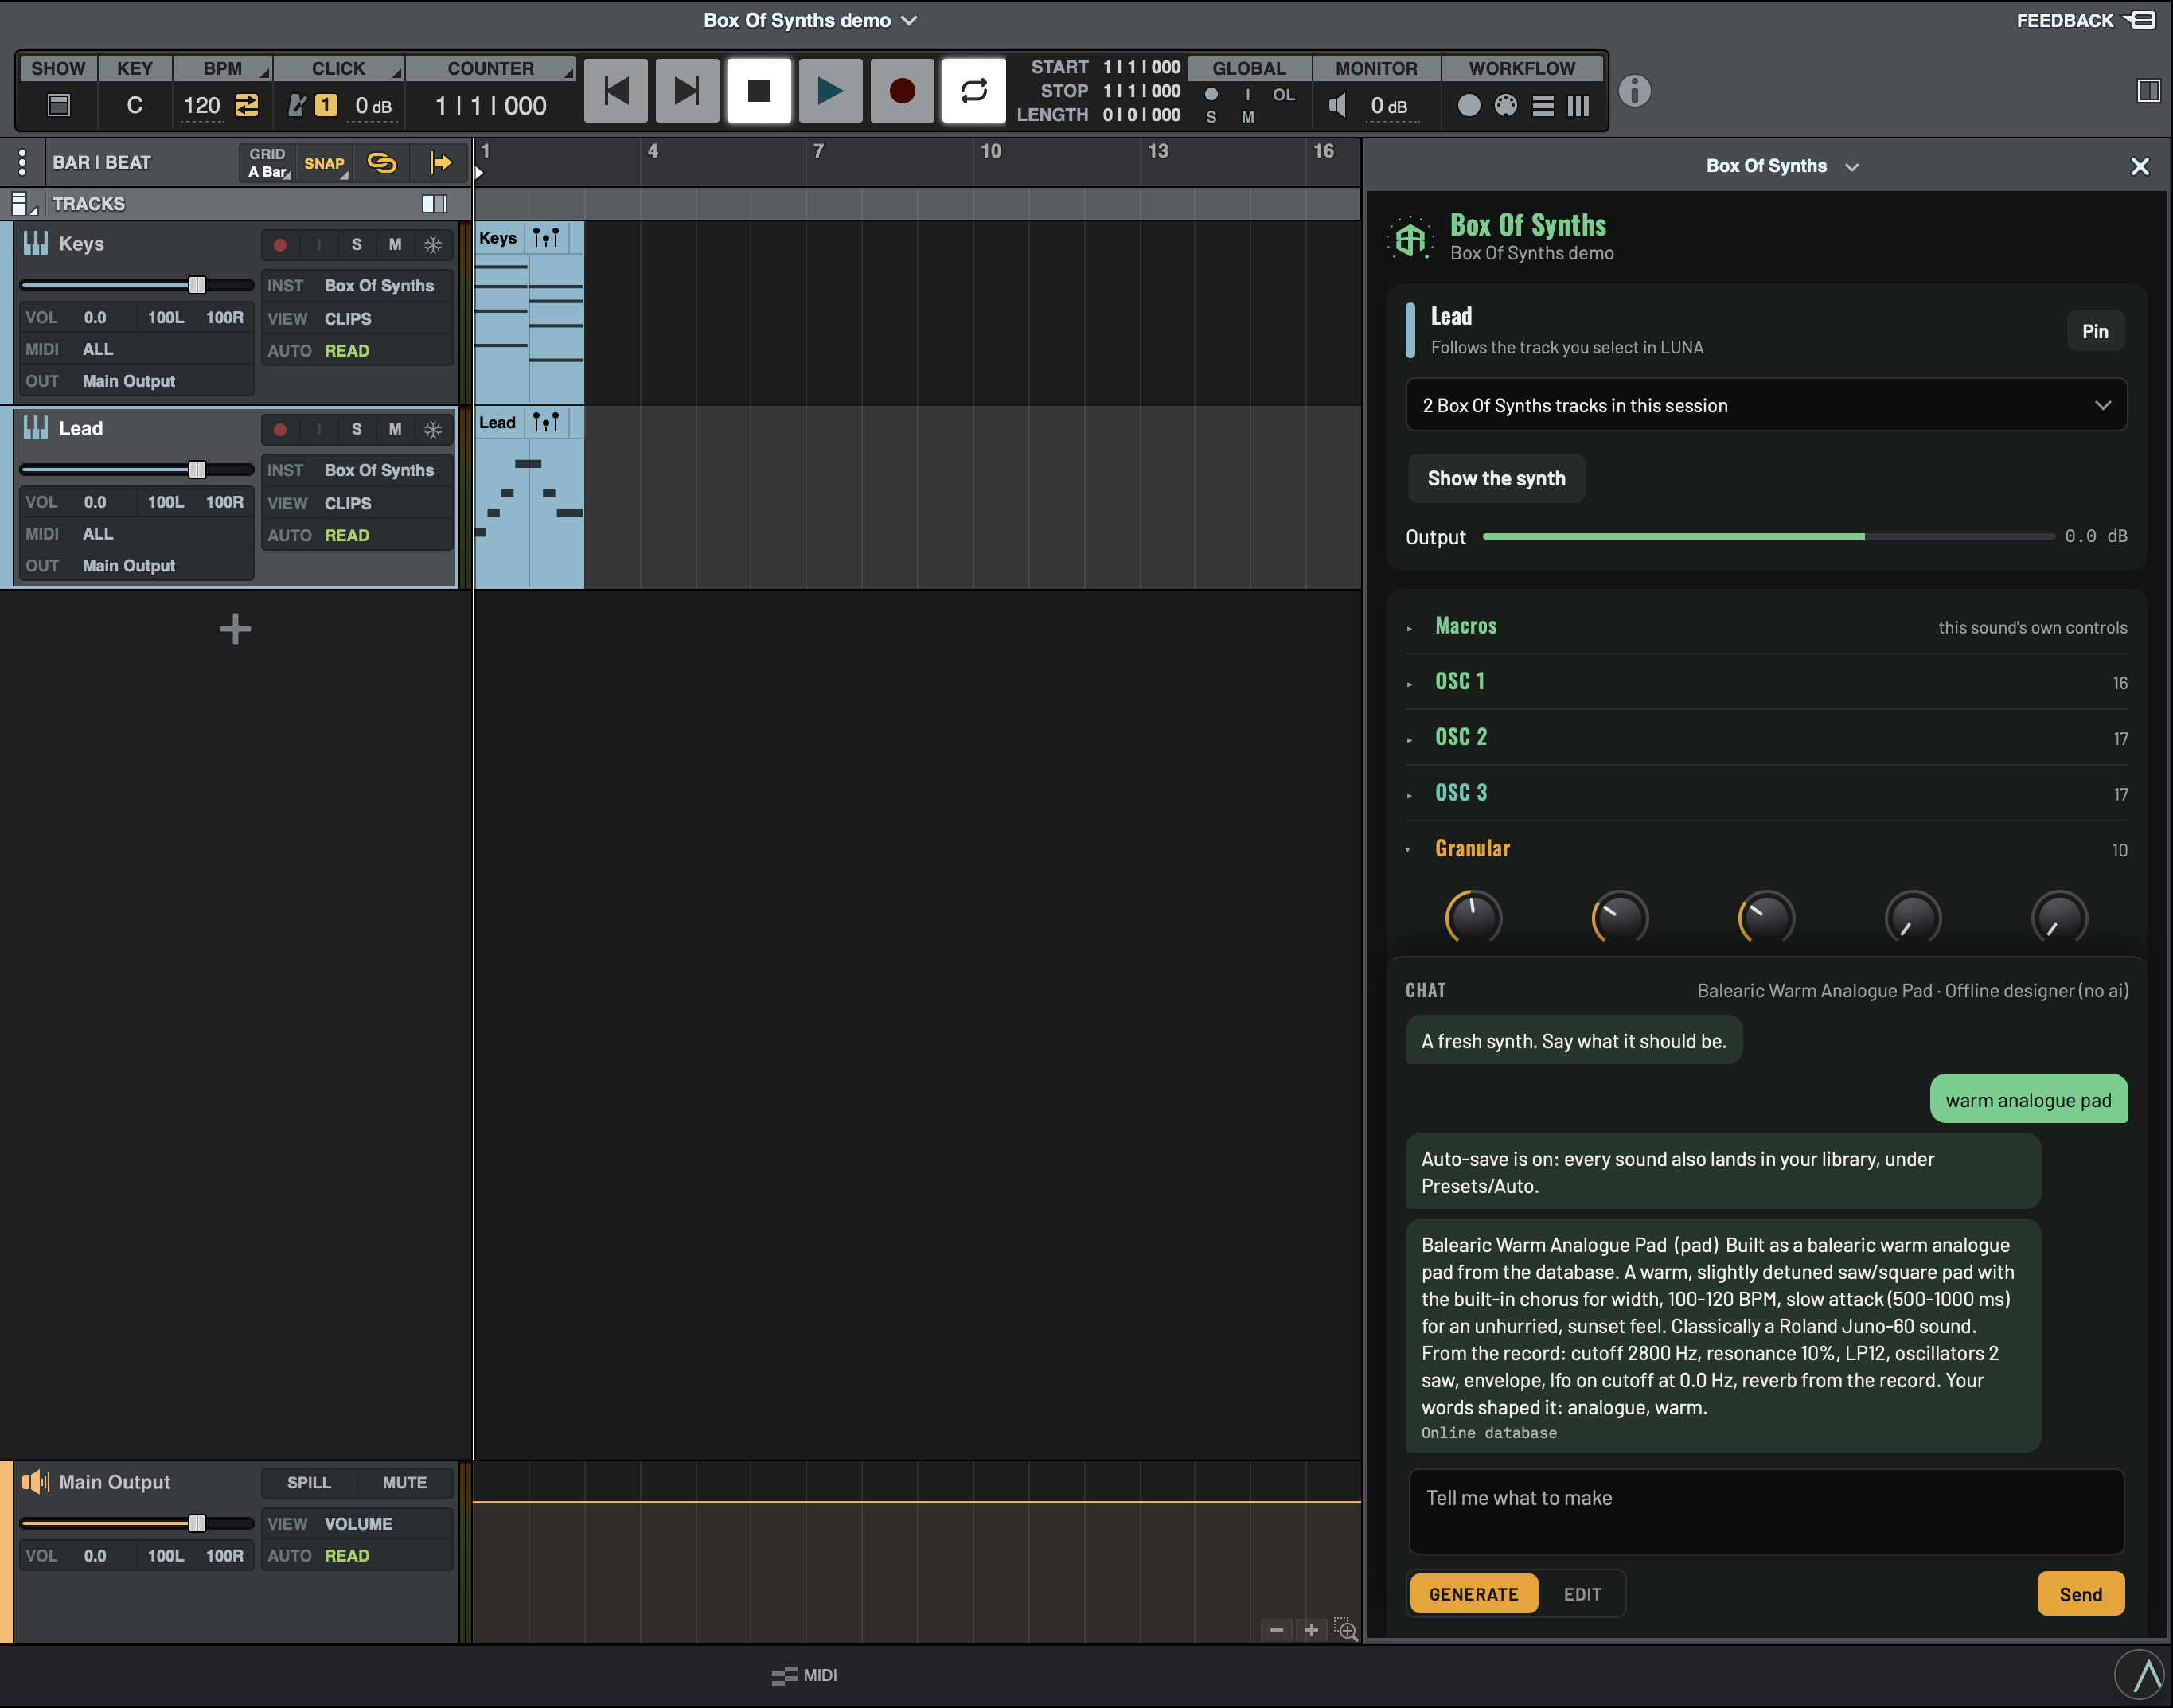 Box Of Synths demo
FEEDBACK
SHOW KEY BPM CLICK COUNTER
C 120 1 0 dB 1 | 1 | 000
START 1 | 1 | 000
STOP 1 | 1 | 000
LENGTH 0 | 0 | 000
GLOBAL MONITOR WORKFLOW
I OL
S M
0 dB
BAR | BEAT
GRID
A Bar
SNAP
1 4 7 10 13 16
TRACKS
Keys
S M
INST Box Of Synths
VOL 0.0 100L 100R
VIEW CLIPS
MIDI ALL
AUTO READ
OUT Main Output
Keys
Lead
I S M
INST Box Of Synths
VOL 0.0 100L 100R
VIEW CLIPS
MIDI ALL
AUTO READ
OUT Main Output
Lead
Main Output
SPILL MUTE
VIEW VOLUME
VOL 0.0 100L 100R
AUTO READ
MIDI
Box Of Synths
Box Of Synths
Box Of Synths demo
Lead
Follows the track you select in LUNA
Pin
2 Box Of Synths tracks in this session
Show the synth
Output 0.0 dB
Macros this sound's own controls
OSC 1 16
OSC 2 17
OSC 3 17
Granular 10
CHAT Balearic Warm Analogue Pad · Offline designer (no ai)
A fresh synth. Say what it should be.
warm analogue pad
Auto-save is on: every sound also lands in your library, under
Presets/Auto.
Balearic Warm Analogue Pad (pad) Built as a balearic warm analogue
pad from the database. A warm, slightly detuned saw/square pad with
the built-in chorus for width, 100-120 BPM, slow attack (500-1000 ms)
for an unhurried, sunset feel. Classically a Roland Juno-60 sound.
From the record: cutoff 2800 Hz, resonance 10%, LP12, oscillators 2
saw, envelope, lfo on cutoff at 0.0 Hz, reverb from the record. Your
words shaped it: analogue, warm.
Online database
Tell me what to make
GENERATE EDIT
Send